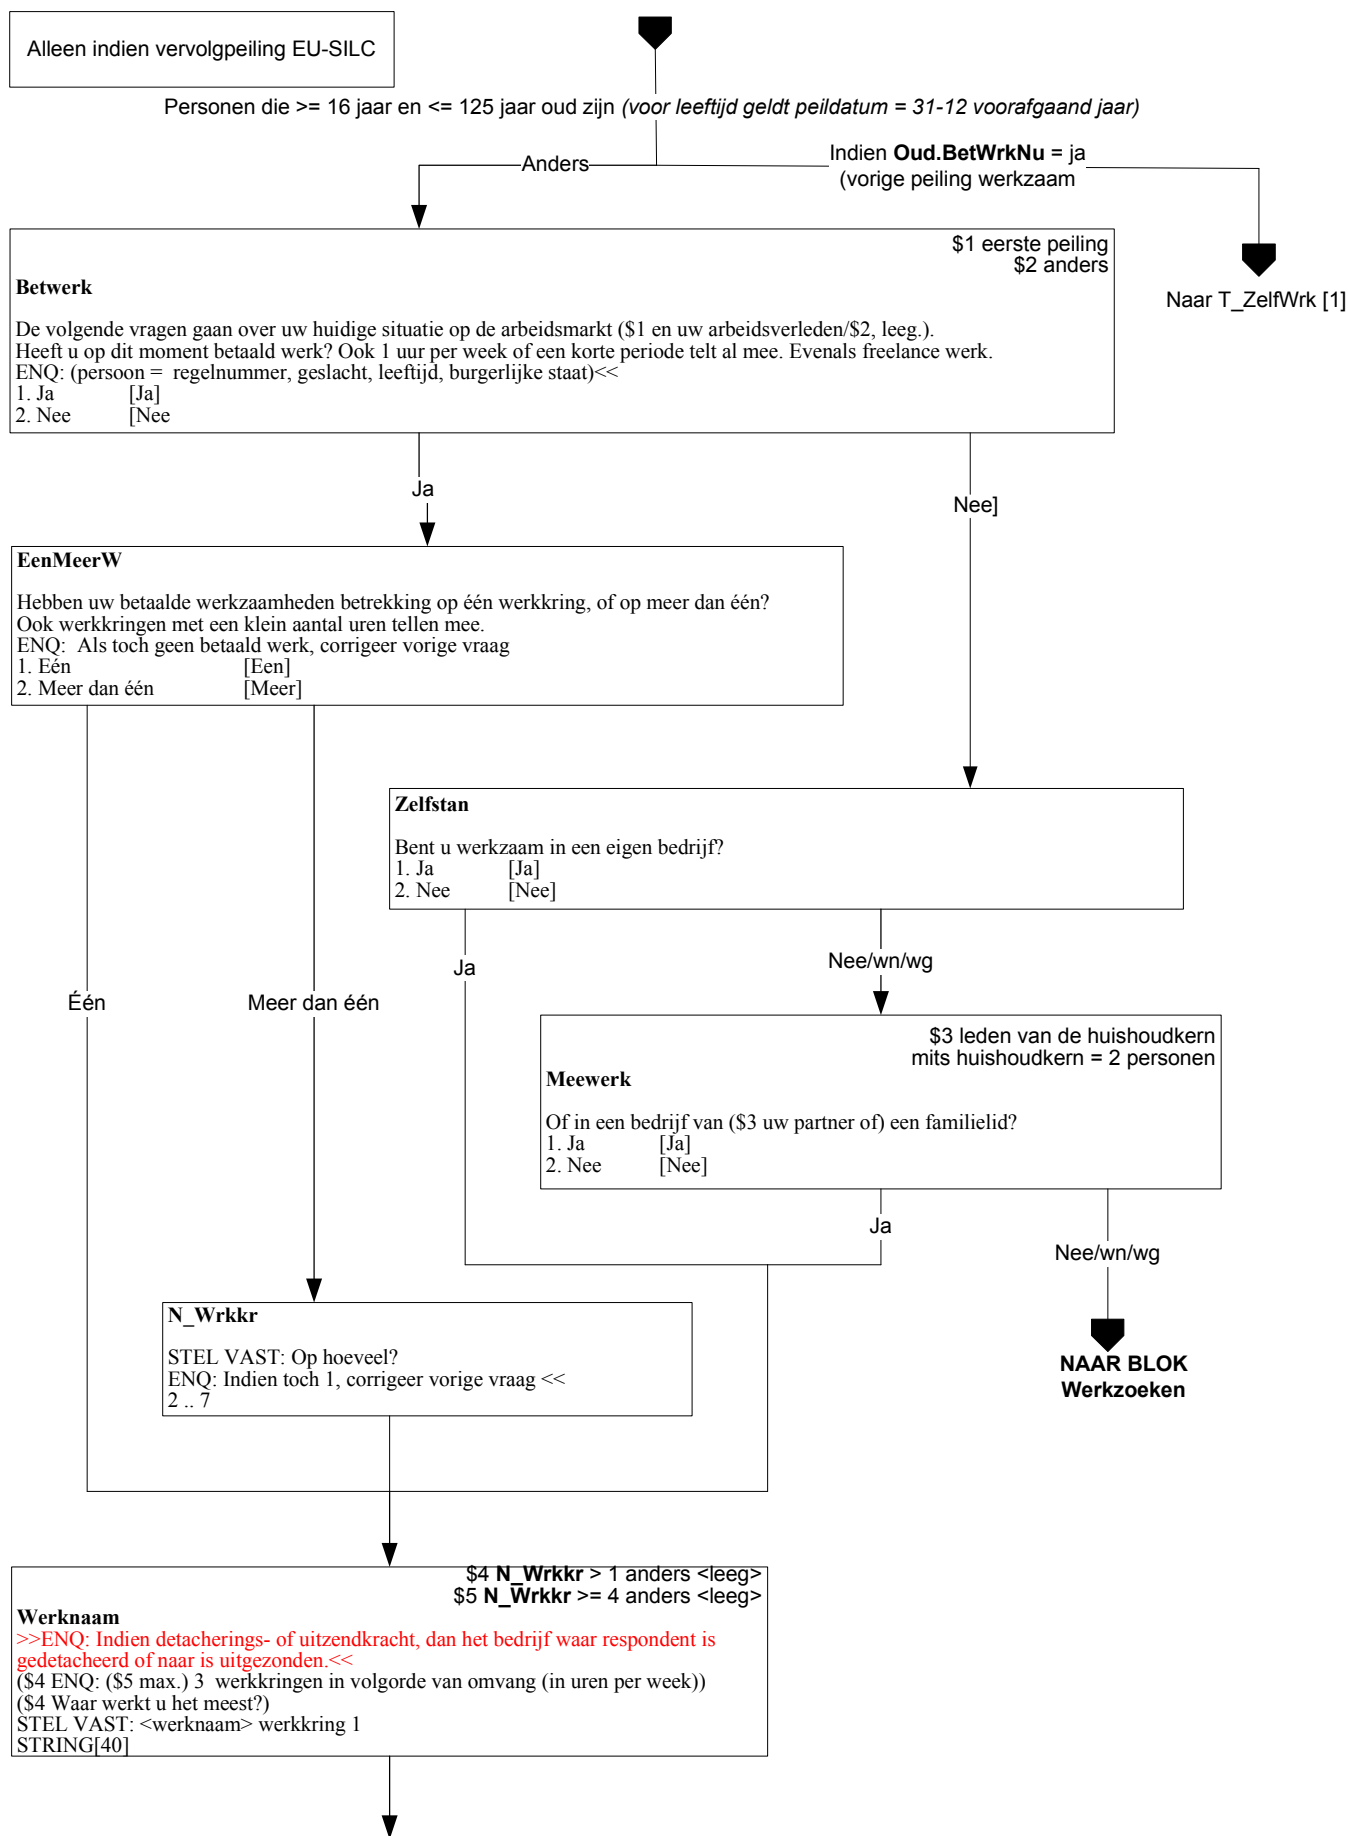 Alleen indien vervolgpeiling EU-SILC
Personen die >= 16 jaar en <= 125 jaar oud zijn (voor leeftijd geldt peildatum = 31-12 voorafgaand jaar)
Anders
Indien Oud.BetWrkNu = ja
(vorige peiling werkzaam
Naar T_ZelfWrk [1]
$1 eerste peiling
$2 anders
Betwerk
De volgende vragen gaan over uw huidige situatie op de arbeidsmarkt ($1 en uw arbeidsverleden/$2, leeg.).
Heeft u op dit moment betaald werk? Ook 1 uur per week of een korte periode telt al mee. Evenals freelance werk.
ENQ: (persoon =  regelnummer, geslacht, leeftijd, burgerlijke staat)<<
1. Ja [Ja]
2. Nee [Nee
Ja
Nee]
EenMeerW
Hebben uw betaalde werkzaamheden betrekking op één werkkring, of op meer dan één?
Ook werkkringen met een klein aantal uren tellen mee.
ENQ:  Als toch geen betaald werk, corrigeer vorige vraag
1. Eén [Een]
2. Meer dan één [Meer]
Zelfstan
Bent u werkzaam in een eigen bedrijf?
1. Ja [Ja]
2. Nee [Nee]
Ja
Nee/wn/wg
Één
Meer dan één
$3 leden van de huishoudkern
mits huishoudkern = 2 personen
Meewerk
Of in een bedrijf van ($3 uw partner of) een familielid?
1. Ja [Ja]
2. Nee [Nee]
Ja
Nee/wn/wg
N_Wrkkr
STEL VAST: Op hoeveel?
ENQ: Indien toch 1, corrigeer vorige vraag <<
2 .. 7
NAAR BLOK
Werkzoeken
$4 N_Wrkkr > 1 anders <leeg>
$5 N_Wrkkr >= 4 anders <leeg>
Werknaam
>>ENQ: Indien detacherings- of uitzendkracht, dan het bedrijf waar respondent is
gedetacheerd of naar is uitgezonden.<<
($4 ENQ: ($5 max.) 3  werkkringen in volgorde van omvang (in uren per week))
($4 Waar werkt u het meest?)
STEL VAST: <werknaam> werkkring 1
STRING[40]